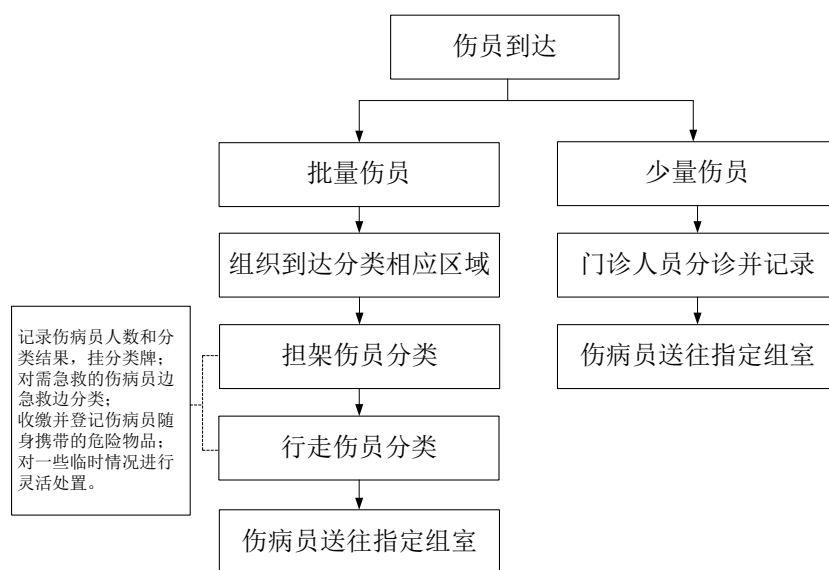 伤员到达
批量伤员
少量伤员
组织到达分类相应区域
门诊人员分诊并记录
记录伤病员人数和分
类结果，挂分类牌；
对需急救的伤病员边
急救边分类；
收缴并登记伤病员随
身携带的危险物品；
对一些临时情况进行
灵活处置。
担架伤员分类
伤病员送往指定组室
行走伤员分类
伤病员送往指定组室